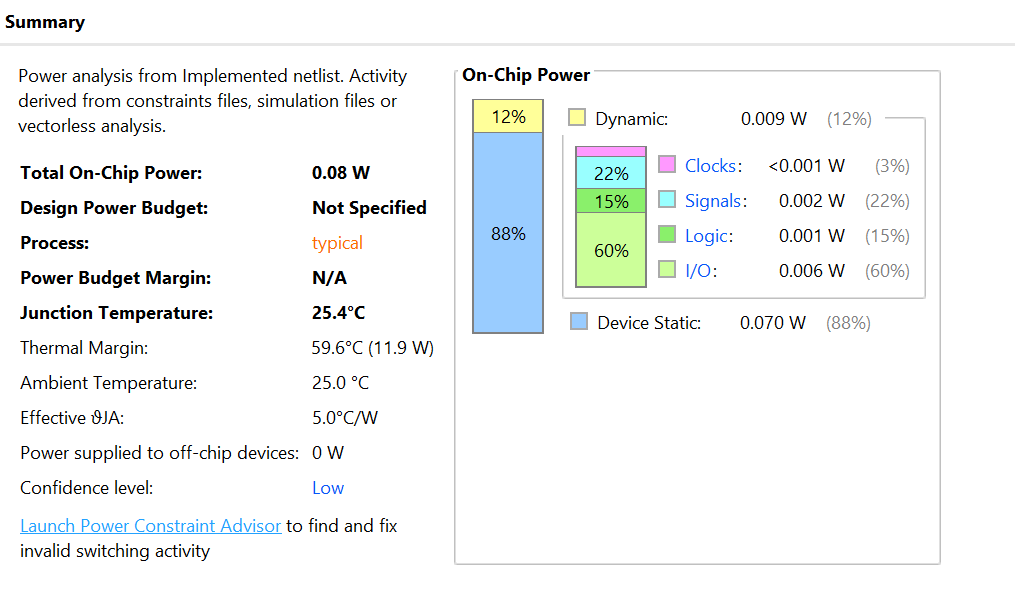 Summary
Power analysis from Implemented netlist. Activity
derived from constraints files, simulation files or
vectorless analysis.
Total On-Chip Power: 0.08 W
Design Power Budget: Not Specified
Process: typical
Power Budget Margin: N/A
Junction Temperature: 25.4°C
Thermal Margin: 59.6°C (11.9 W)
Ambient Temperature: 25.0 °C
Effective ϑJA: 5.0°C/W
Power supplied to off-chip devices: 0 W
Confidence level: Low
Launch Power Constraint Advisor to find and fix
invalid switching activity
On-Chip Power
12%
88%
Dynamic: 0.009 W (12%)
22%
15%
60%
Clocks: <0.001 W (3%)
Signals: 0.002 W (22%)
Logic: 0.001 W (15%)
I/O: 0.006 W (60%)
Device Static: 0.070 W (88%)